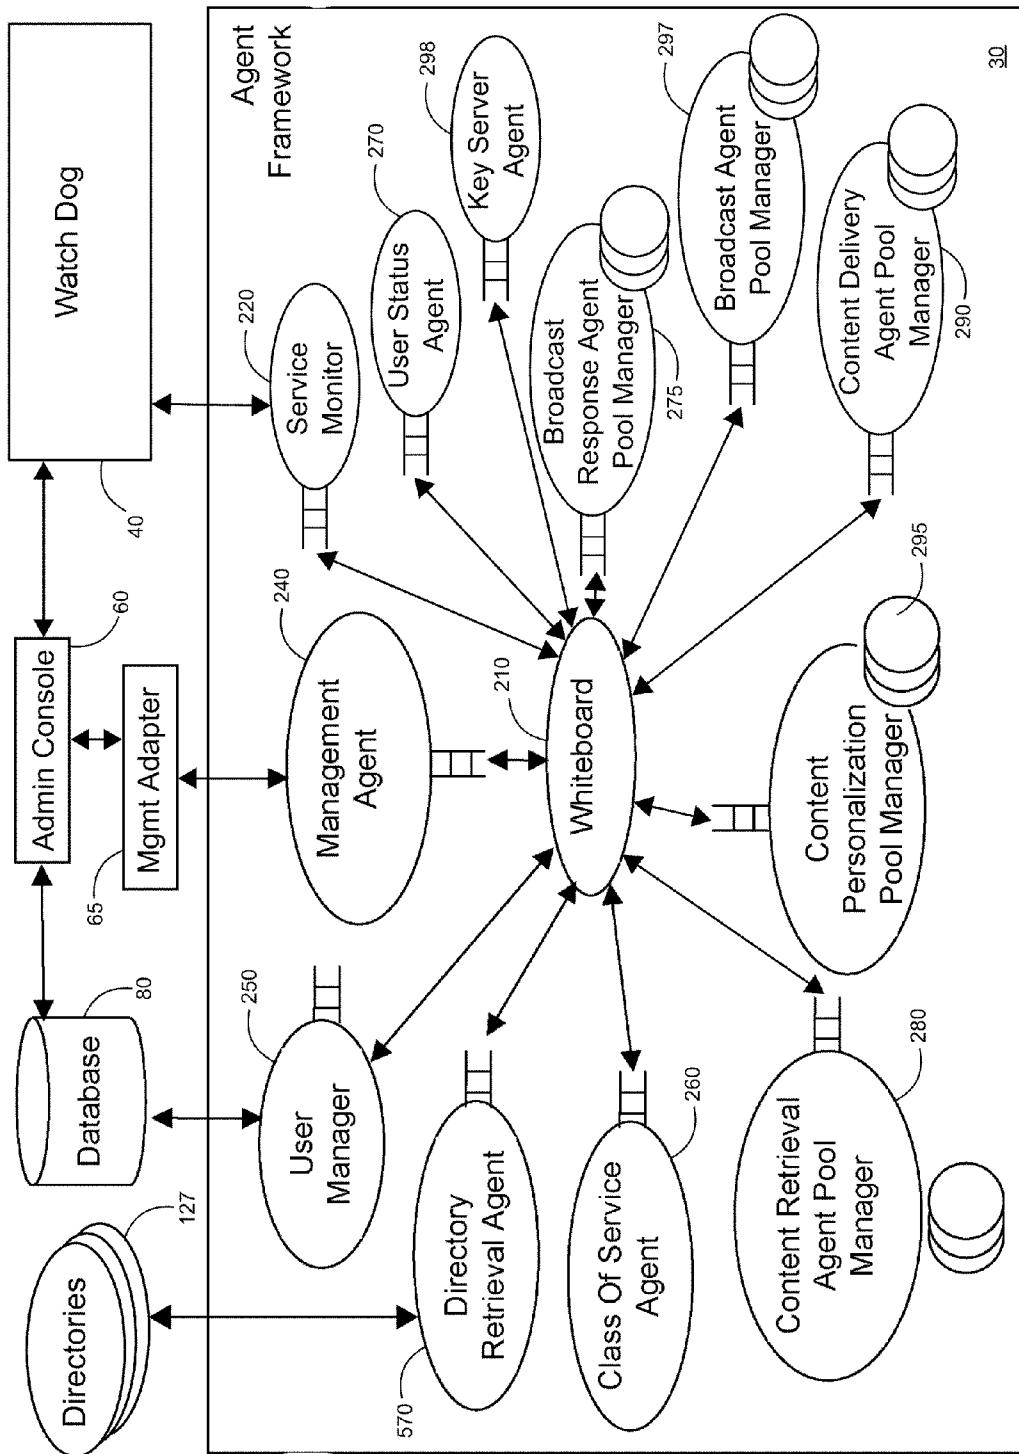 Directories
127
Database
80
Admin Console
60
Mgmt Adapter
65
Watch Dog
40
Agent
Framework
User
Manager
250
Management
Agent
240
Service
Monitor
220
Directory
Retrieval Agent
570
User Status
Agent
270
Key Server
Agent
298
Class Of Service
Agent
260
Whiteboard
210
Broadcast
Response Agent
Pool Manager
275
Broadcast Agent
Pool Manager
297
Content Retrieval
Agent Pool
Manager
280
Content
Personalization
Pool Manager
295
Content Delivery
Agent Pool
Manager
290
30